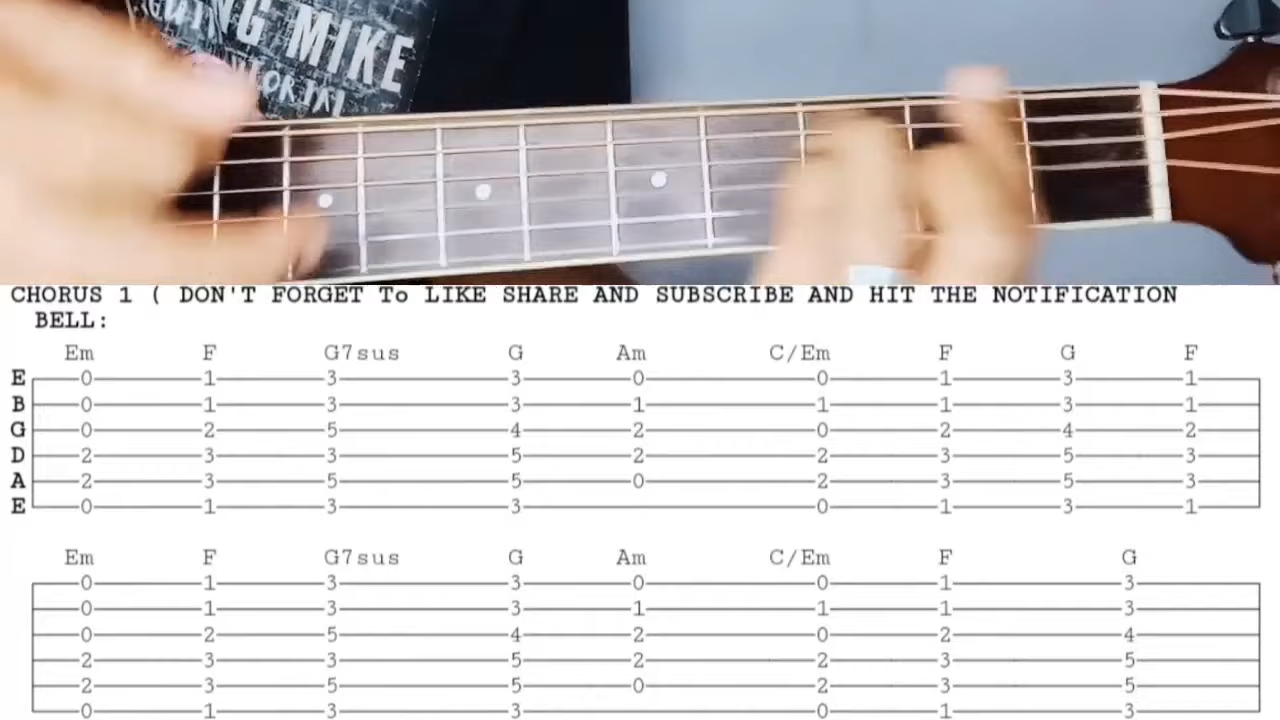 MIKE
CHORUS 1 ( DON'T FORGET To LIKE SHARE AND SUBSCRIBE AND HIT THE NOTIFICATION
BELL:
Em F G7sus G Am C/Em F G F
E 0 1 3 3 0 0 1 3 1
B 0 1 3 3 1 1 1 3 1
G 0 2 5 4 2 0 2 4 2
D 2 3 3 5 2 2 3 5 3
A 2 3 5 5 0 2 3 5 3
E 0 1 3 3 0 1 3 1
Em F G7sus G Am C/Em F G
0 1 3 3 0 0 1 3
0 1 3 3 1 1 1 3
0 2 5 4 2 0 2 4
2 3 3 5 2 2 3 5
2 3 5 5 0 2 3 5
0 1 3 3 0 1 3